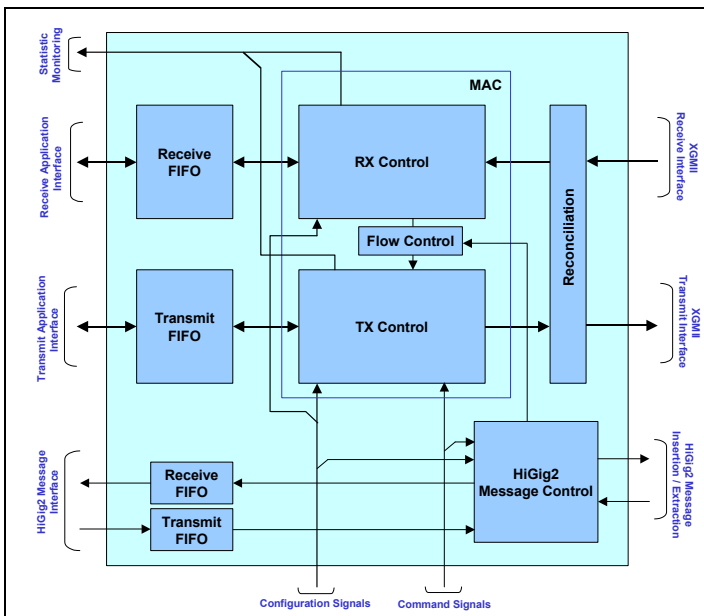 Statistic
Monitoring
MAC
Receive Application
Interface
Receive
FIFO
RX Control
XGMII
Receive Interface
Flow Control
Reconciliation
Transmit Application
Interface
Transmit
FIFO
TX Control
XGMII
Transmit Interface
HiGig2 Message
Interface
Receive
FIFO
Transmit
FIFO
HiGig2
Message Control
HiGig2 Message
Insertion / Extraction
Configuration Signals
Command Signals